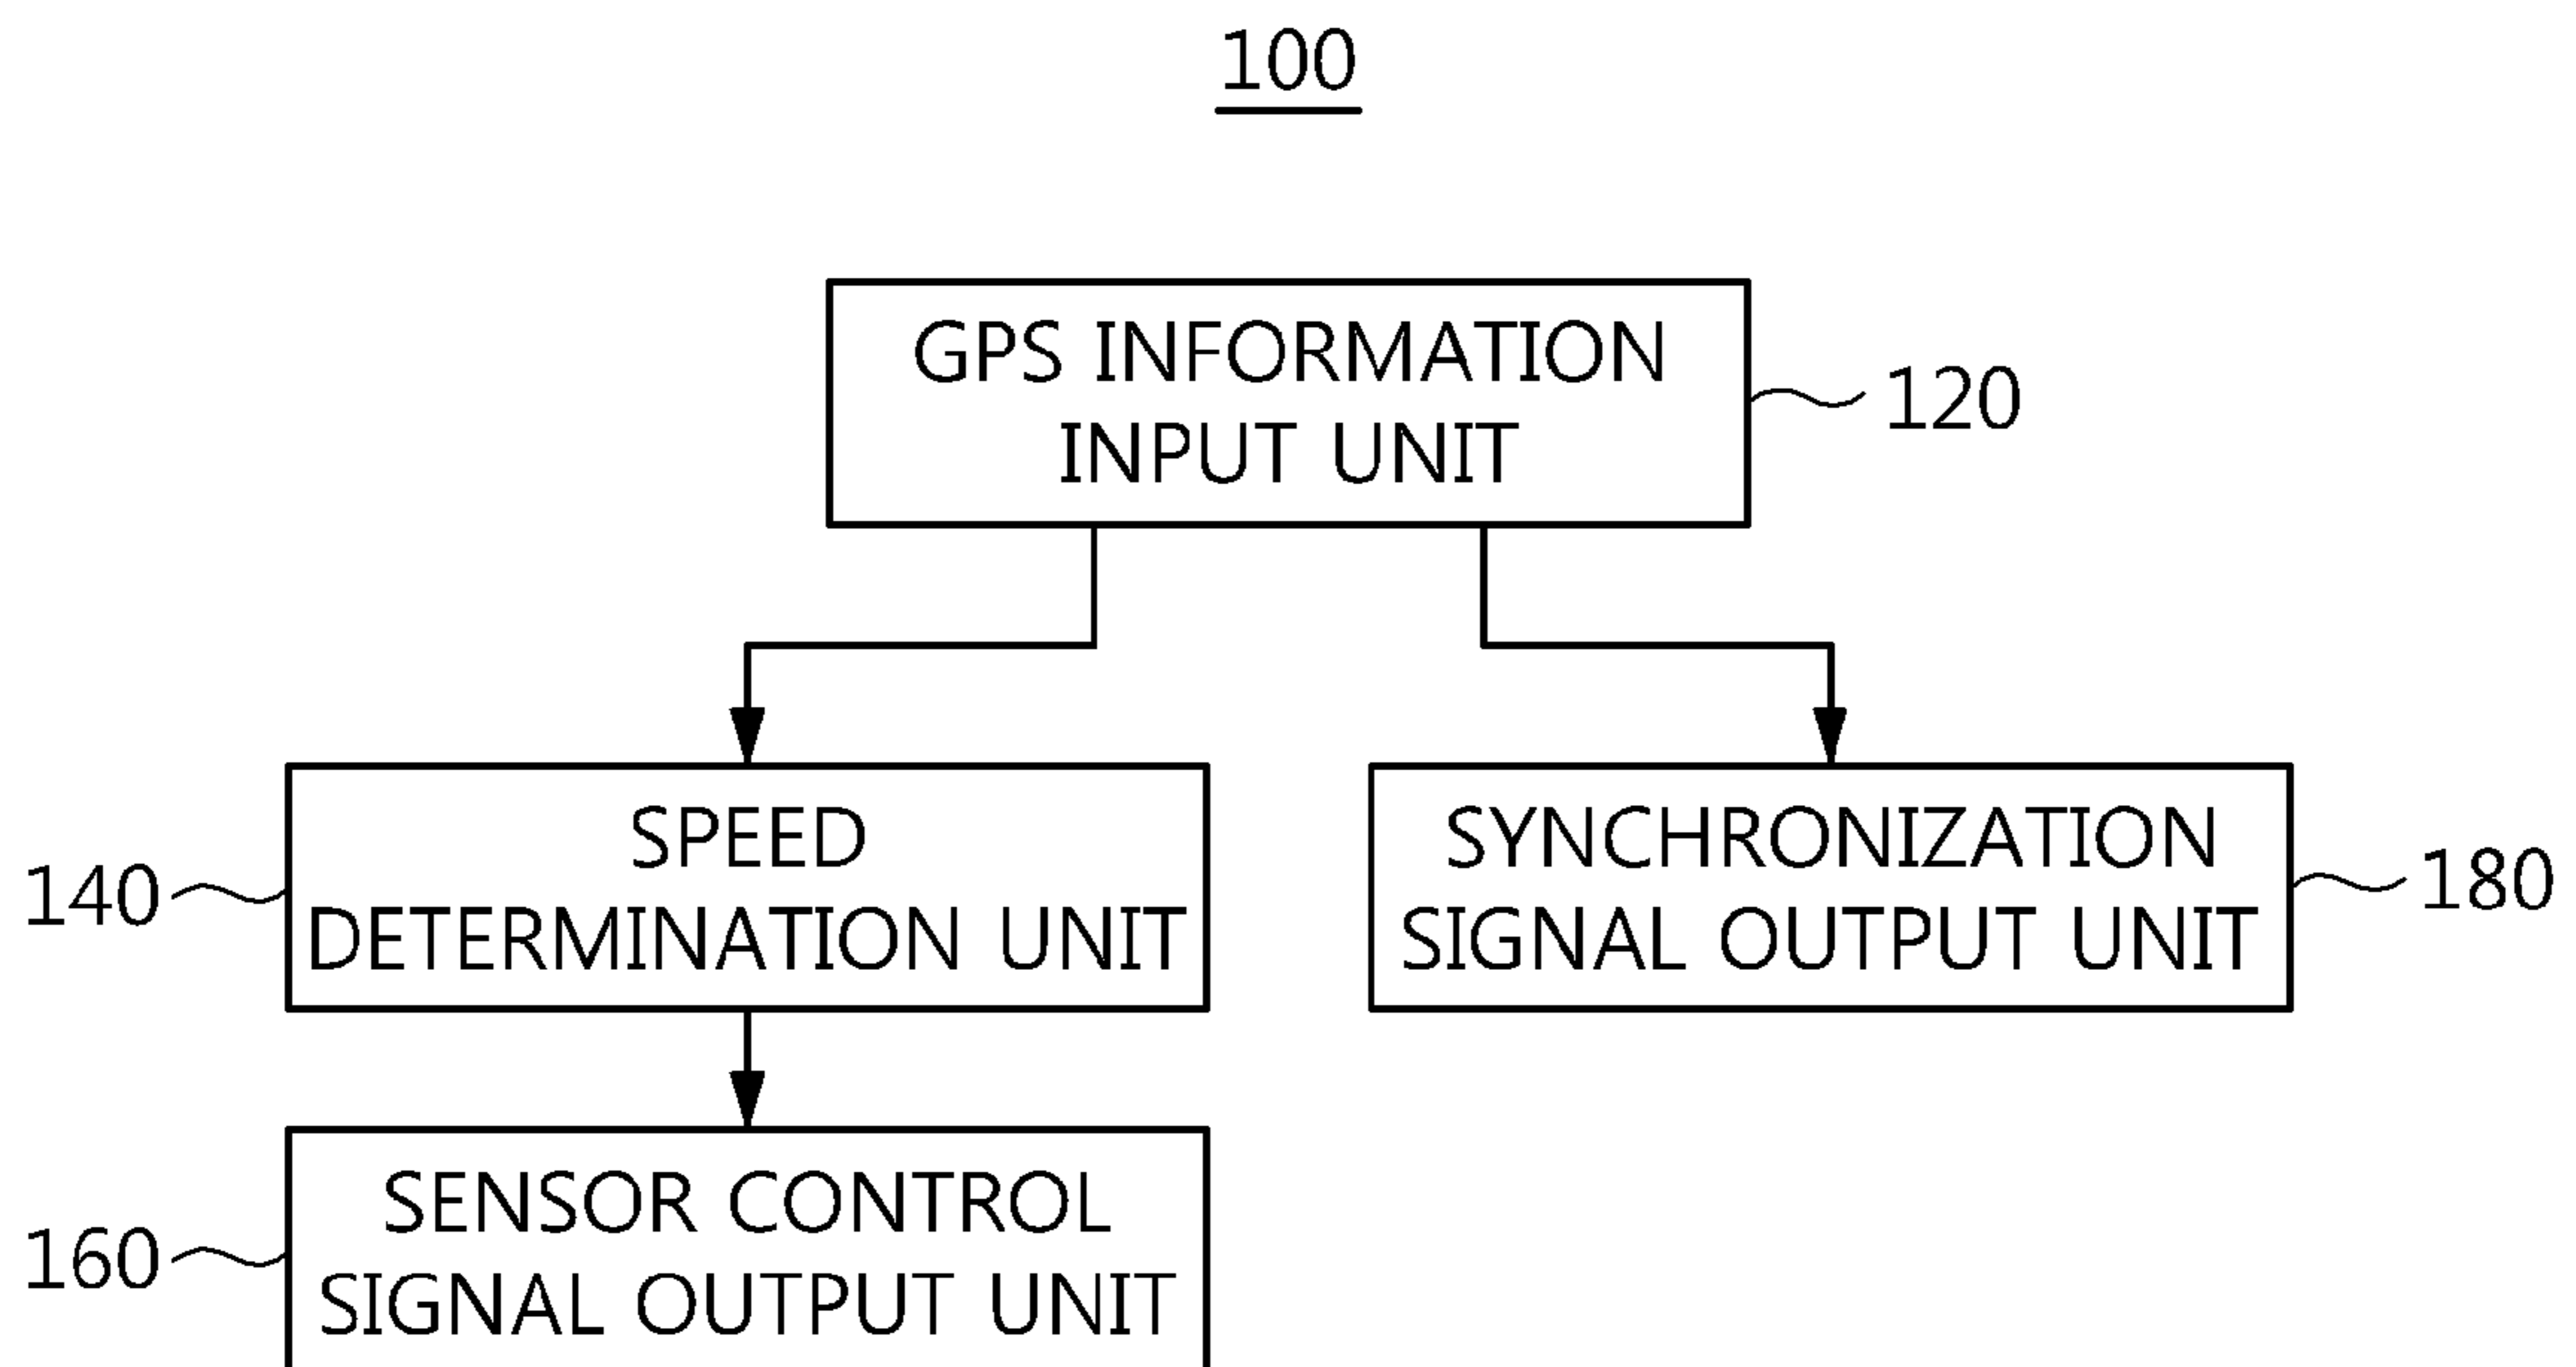 100
GPS INFORMATION
INPUT UNIT
120
SPEED
DETERMINATION UNIT
140
SYNCHRONIZATION
SIGNAL OUTPUT UNIT
180
SENSOR CONTROL
SIGNAL OUTPUT UNIT
160